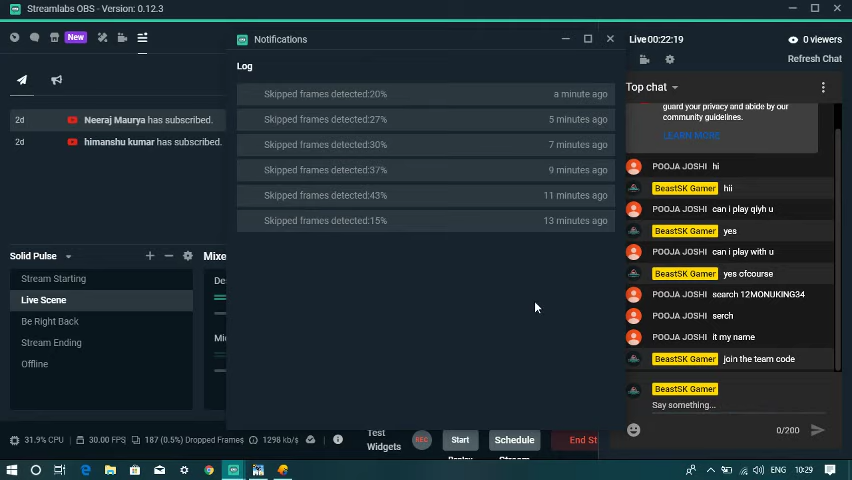 Streamlabs OBS - Version: 0.12.3
New
Notifications
Live 00:22:19
0 viewers
Refresh Chat
Log
Skipped frames detected:20%
a minute ago
Skipped frames detected:27%
5 minutes ago
Skipped frames detected:30%
7 minutes ago
Skipped frames detected:37%
9 minutes ago
Skipped frames detected:43%
11 minutes ago
Skipped frames detected:15%
13 minutes ago
2d Neeraj Maurya has subscribed.
2d himanshu kumar has subscribed.
Top chat
guard your privacy and abide by our
community guidelines.
LEARN MORE
POOJA JOSHI hi
BeastSK Gamer hii
POOJA JOSHI can i play qiyh u
BeastSK Gamer yes
POOJA JOSHI can i play with u
BeastSK Gamer yes ofcourse
POOJA JOSHI search 12MONUKING34
POOJA JOSHI serch
POOJA JOSHI it my name
BeastSK Gamer join the team code
BeastSK Gamer
Say something...
0/200
Solid Pulse
Stream Starting
Live Scene
Be Right Back
Stream Ending
Offline
31.9% CPU
30.00 FPS
187 (0.5%) Dropped Frames
1298 kb/s
Test
Widgets
REC
Start
Replay
Schedule
Stream
ENG
10:29